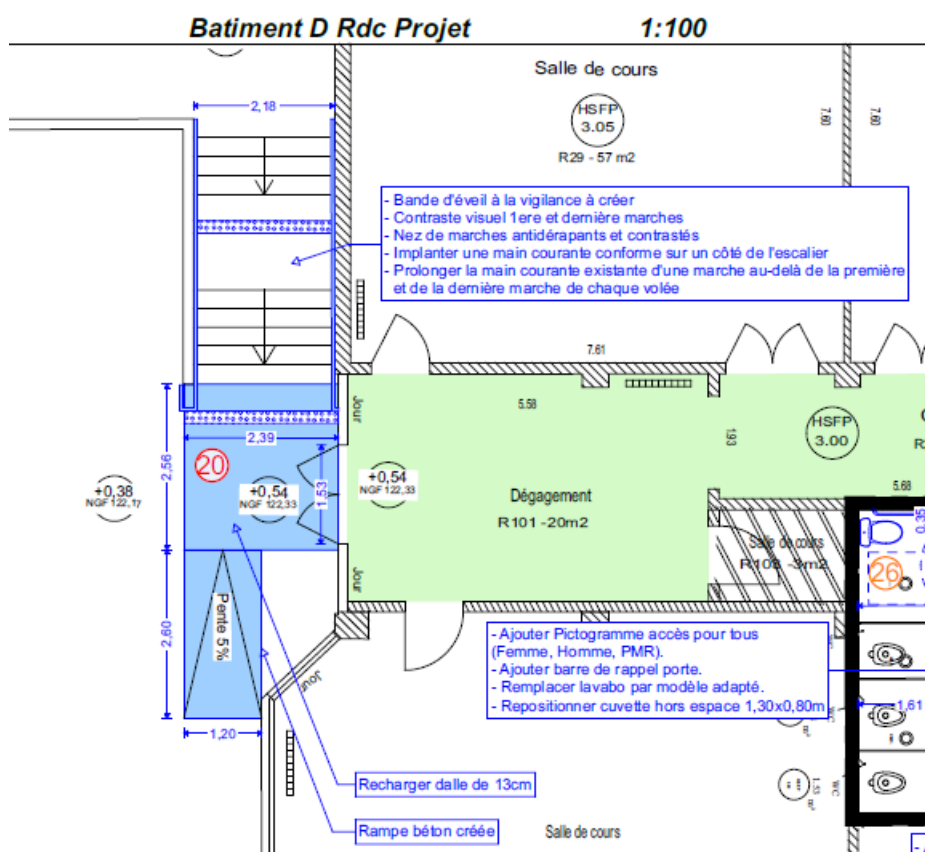 Batiment D Rdc Projet 1:100
2,18
Salle de cours
HSFP
3.05
R29 - 57 m2
7.60
7.60
- Bande d'éveil à la vigilance à créer
- Contraste visuel 1ere et dernière marches
- Nez de marches antidérapants et contrastés
- Implanter une main courante conforme sur un côté de l'escalier
- Prolonger la main courante existante d'une marche au-delà de la première
et de la dernière marche de chaque volée
7.61
Jour
5.58
HSFP
3.00
193
2,39
20
2,56
1,53
+0,38
NGF 122,17
+0,54
NGF 122,33
+0,54
NGF 122,33
Dégagement
R101 -20m2
5.68
0,35
Salle de cours
R103 -3m2
26
Jour
Pente 5%
2,60
Jour
- Ajouter Pictogramme accès pour tous
(Femme, Homme, PMR).
- Ajouter barre de rappel porte.
- Remplacer lavabo par modèle adapté.
- Repositionner cuvette hors espace 1,30x0,80m
1,61
WC
1,20
Recharger dalle de 13cm
1.53 m²
WC
Rampe béton créée
Salle de cours